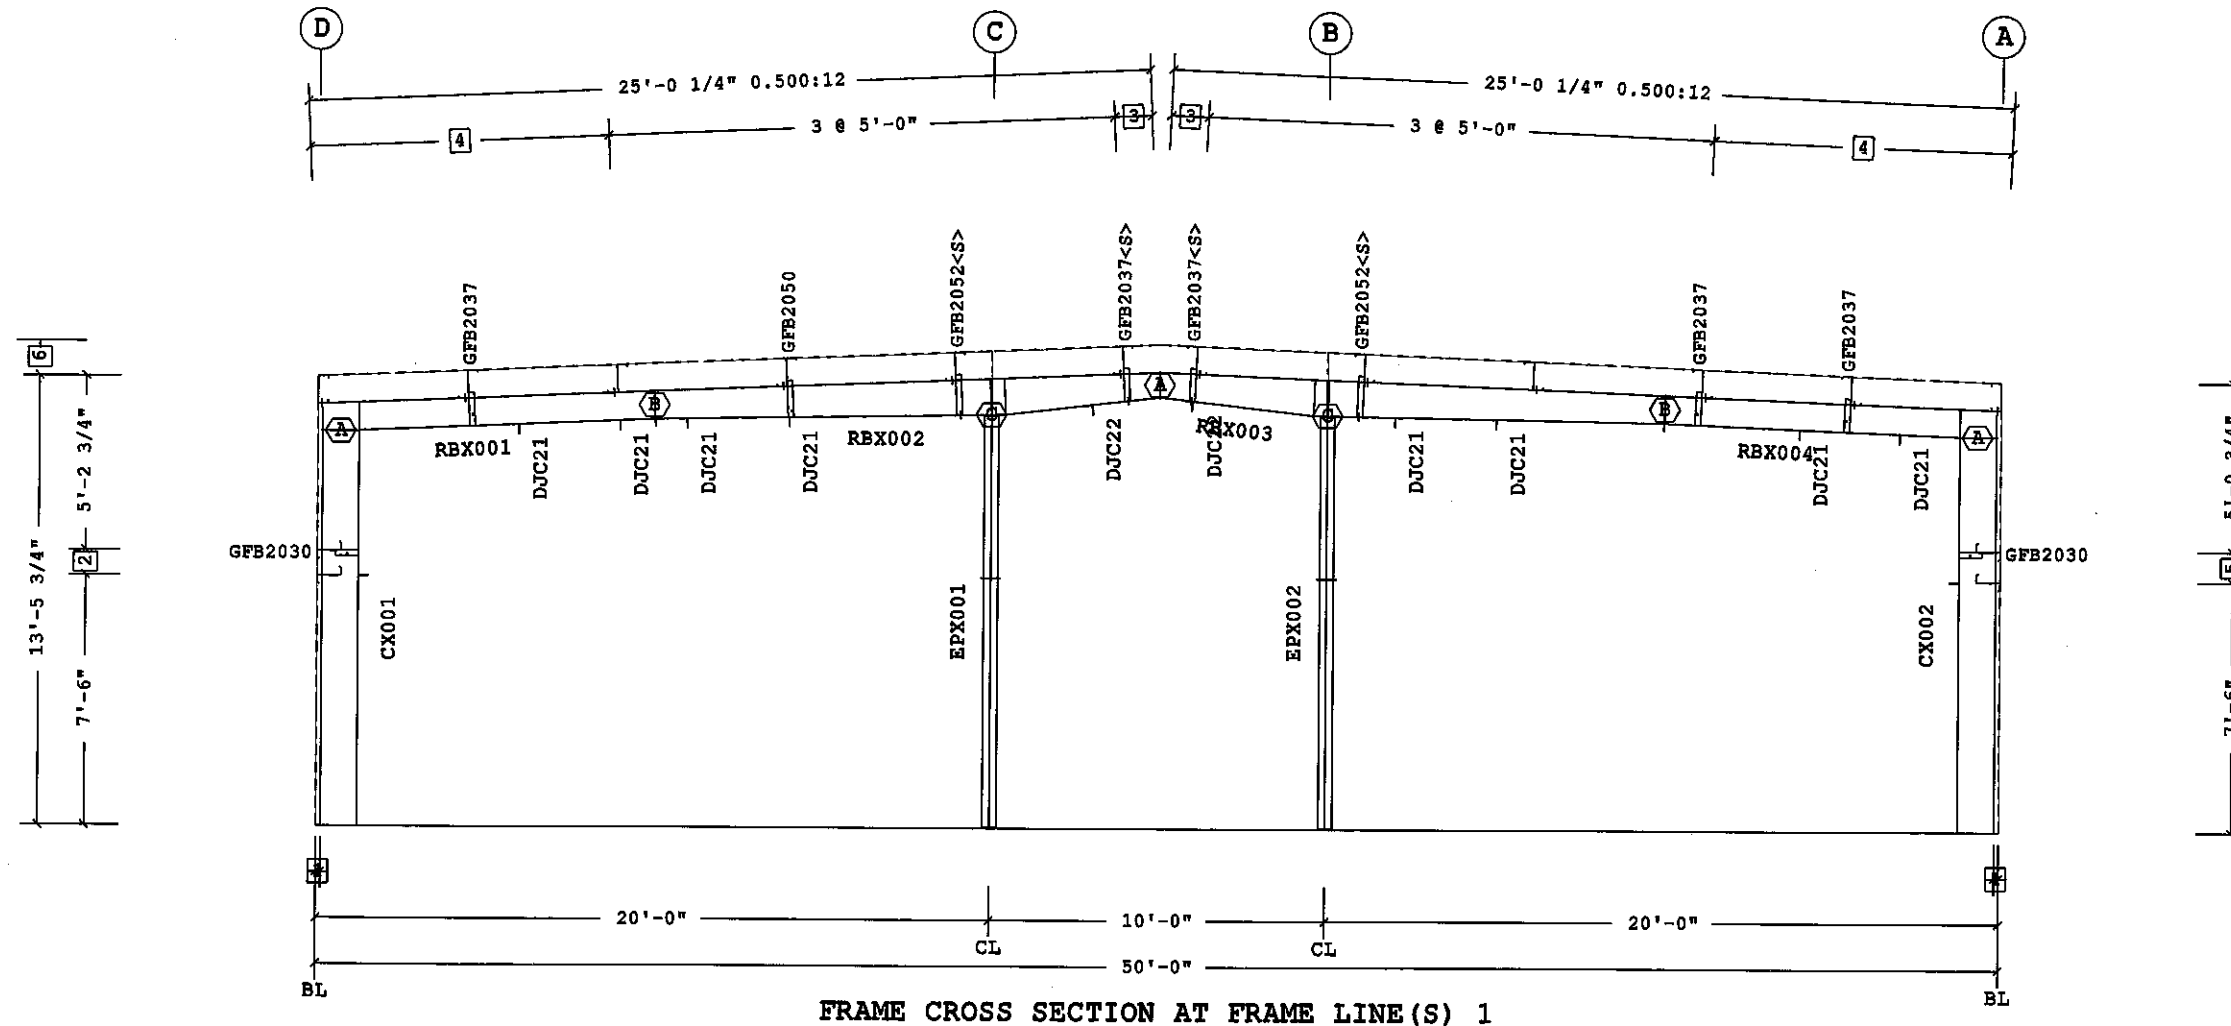 D
C
B
A
25'-0 1/4" 0.500:12
25'-0 1/4" 0.500:12
4
3 @ 5'-0"
3
3
3 @ 5'-0"
4
GFB2037
GFB2050
GFB2052<S>
GFB2037<S>
GFB2037<S>
GFB2052<S>
GFB2037
GFB2037
6
A
B
A
B
A
RBX001
RBX002
RBX003
RBX004
DJC21
DJC21
DJC21
DJC21
DJC22
DJC21
DJC21
DJC21
DJC21
13'-5 3/4"
5'-2 3/4"
2
7'-6"
GFB2030
GFB2030
CX001
EPX001
EPX002
CX002
7'-6"
20'-0"
10'-0"
20'-0"
CL
CL
50'-0"
BL
BL
FRAME CROSS SECTION AT FRAME LINE(S) 1